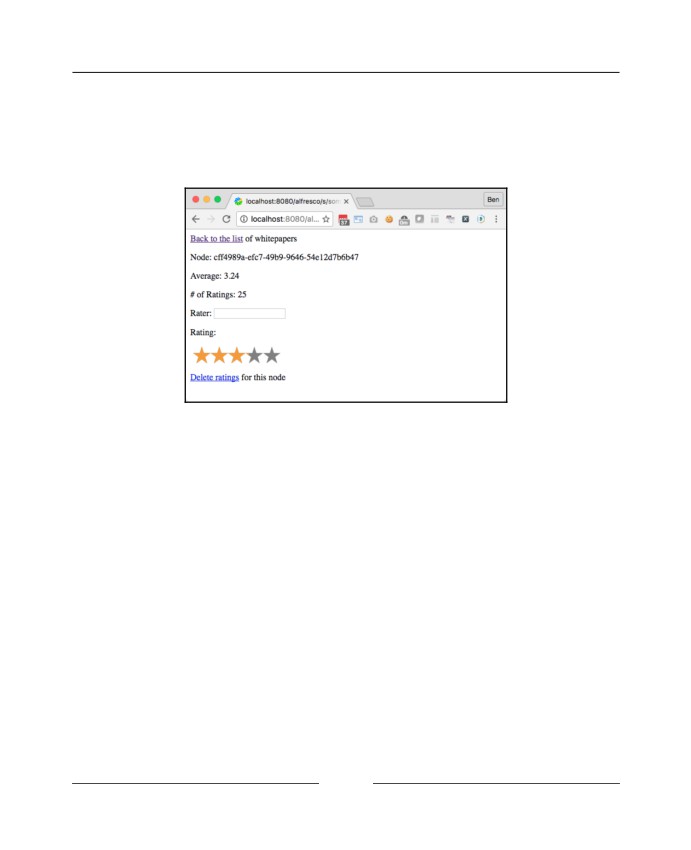 localhost:8080/alfresco/s/som
Ben
localhost:8080/al...
Back to the list of whitepapers
Node: cff4989a-efc7-49b9-9646-54e12d7b6b47
Average: 3.24
# of Ratings: 25
Rater:
Rating:
Delete ratings for this node